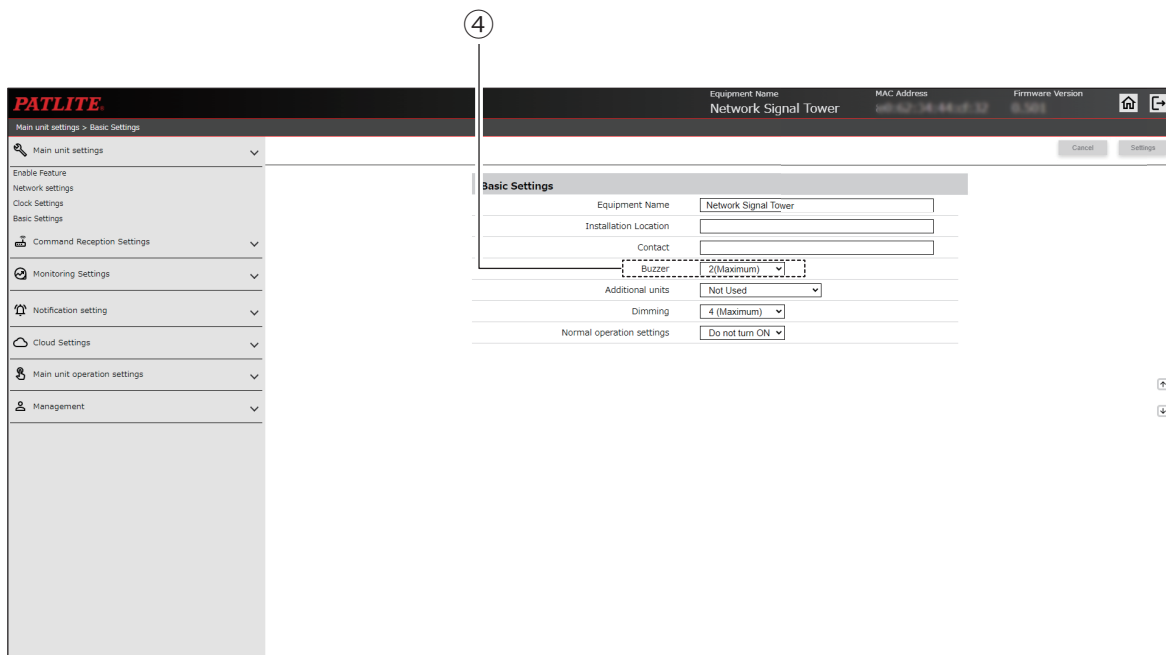 ④
PATLITE
Equipment Name
Network Signal Tower
MAC Address
Firmware Version
Main unit settings > Basic Settings
Main unit settings
Enable Feature
Network settings
Clock Settings
Basic Settings
Command Reception Settings
Monitoring Settings
Notification setting
Cloud Settings
Main unit operation settings
Management
Cancel
Settings
Basic Settings
Equipment Name Network Signal Tower
Installation Location
Contact
Buzzer 2(Maximum)
Additional units Not Used
Dimming 4 (Maximum)
Normal operation settings Do not turn ON